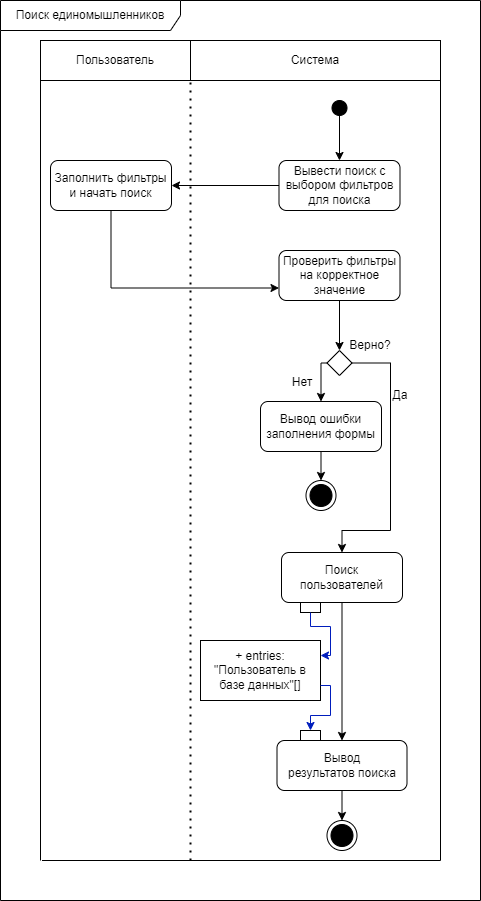 Поиск единомышленников
Пользователь
Система
Вывести поиск с
выбором фильтров
для поиска
Заполнить фильтры
и начать поиск
Проверить фильтры
на корректное
значение
Верно?
Нет
Да
Вывод ошибки
заполнения формы
Поиск
пользователей
+ entries:
"Пользователь в
базе данных"[]
Вывод
результатов поиска